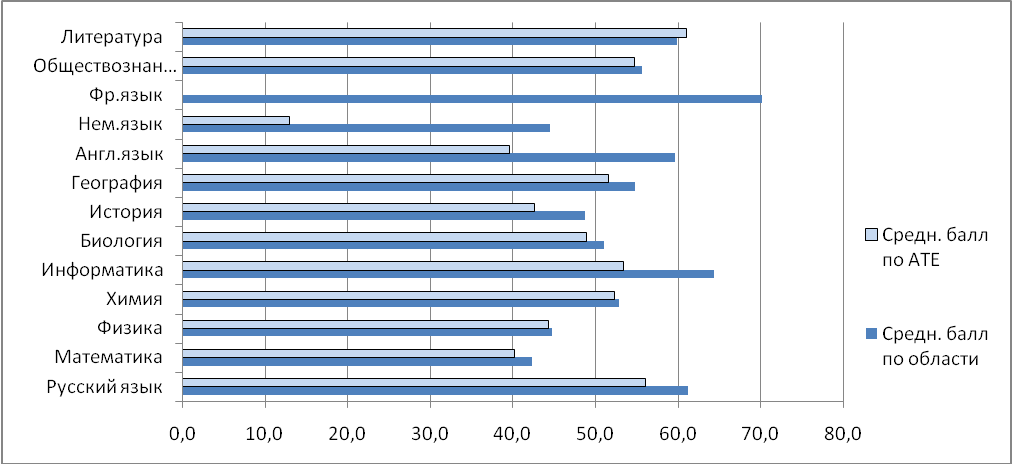 Литература
Обществознан...
Фр.язык
Нем.язык
Англ.язык
География
История
Биология
Информатика
Химия
Физика
Математика
Русский язык
0,0 10,0 20,0 30,0 40,0 50,0 60,0 70,0 80,0
Средн. балл
по АТЕ
Средн. балл
по области